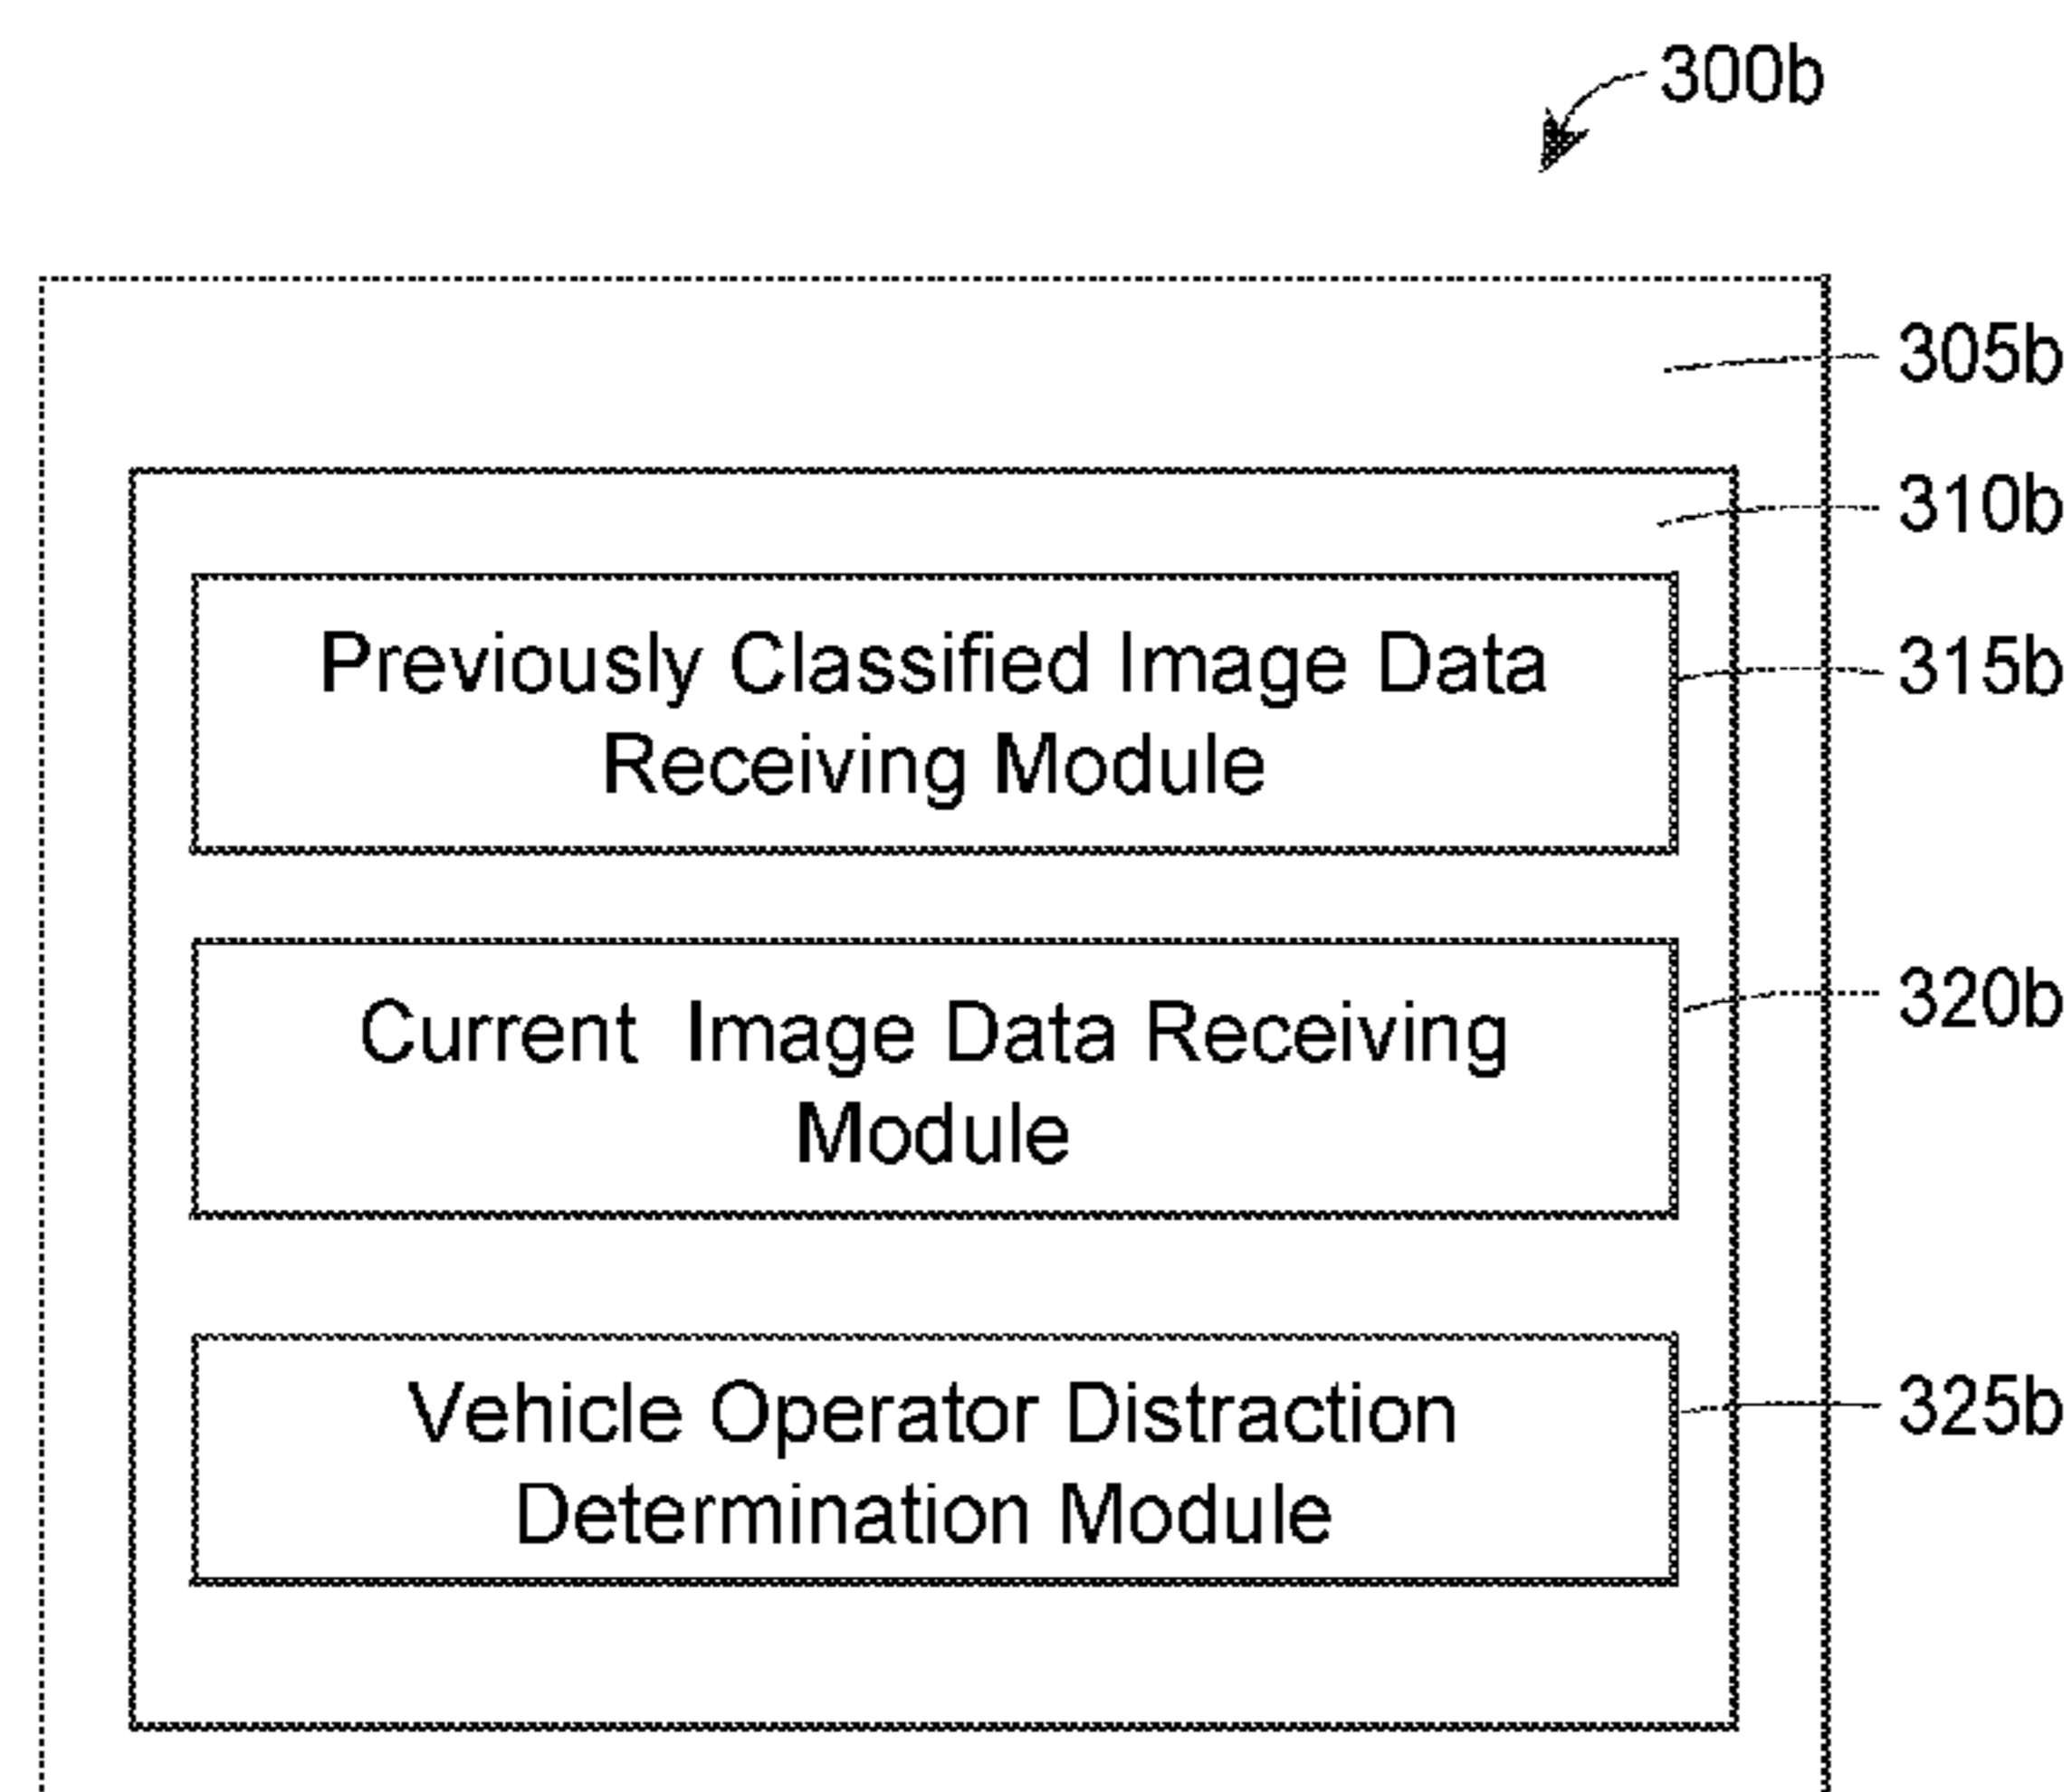 300b
305b
310b
Previously Classified Image Data
Receiving Module
315b
Current Image Data Receiving
Module
320b
Vehicle Operator Distraction
Determination Module
325b